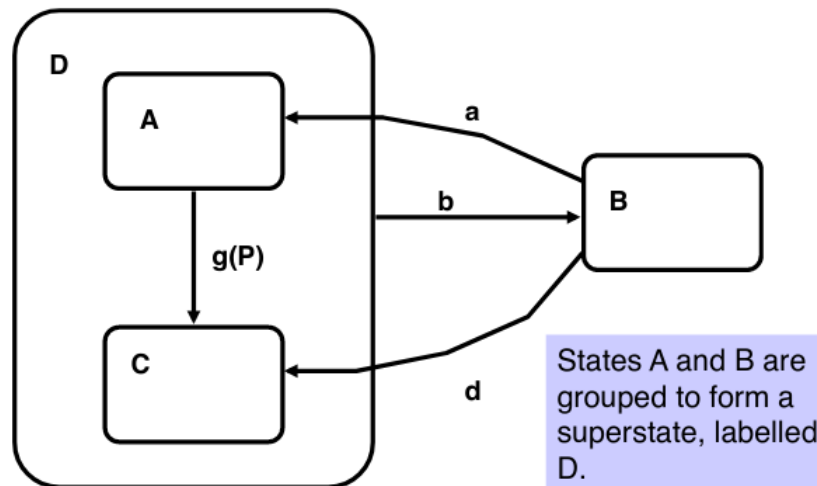 D
A
a
b
B
g(P)
C
d
States A and B are
grouped to form a
superstate, labelled
D.